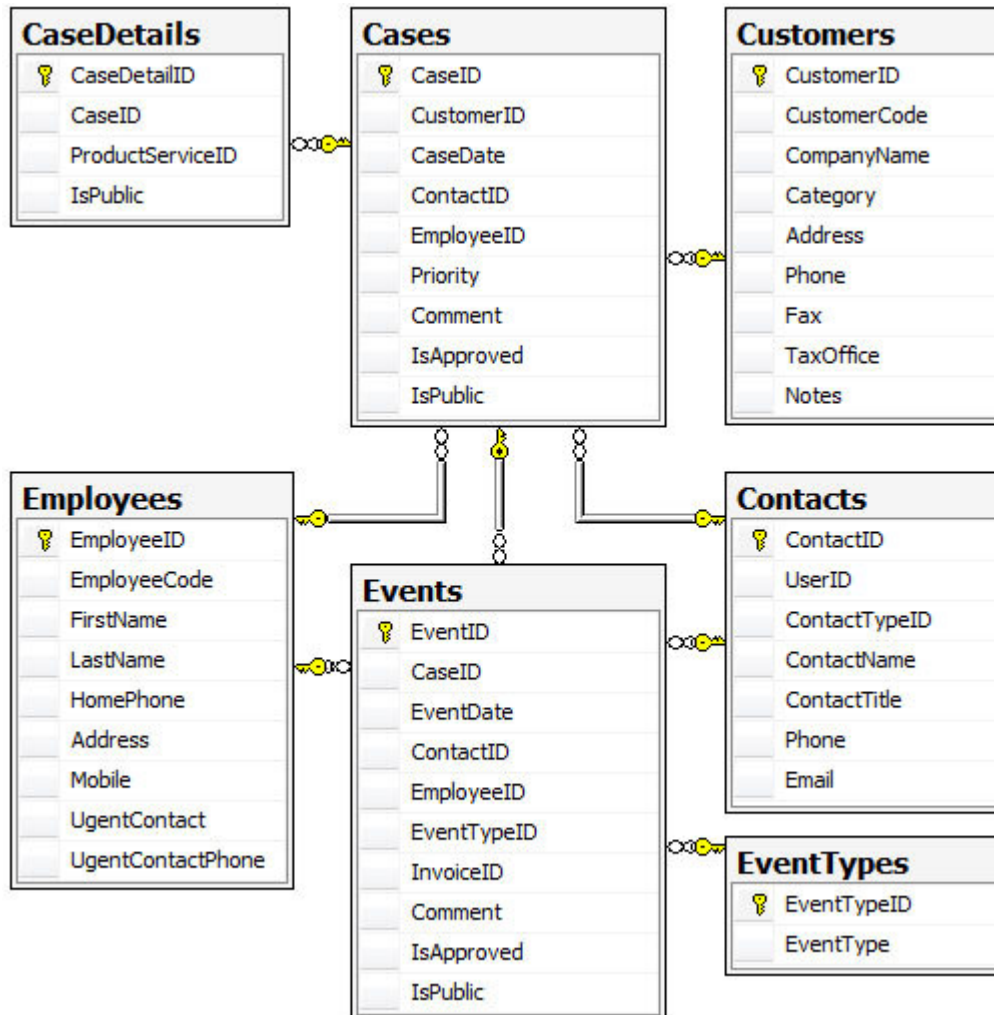 CaseDetails
CaseDetailID
CaseID
ProductServiceID
IsPublic
Cases
CaseID
CustomerID
CaseDate
ContactID
EmployeeID
Priority
Comment
IsApproved
IsPublic
Customers
CustomerID
CustomerCode
CompanyName
Category
Address
Phone
Fax
TaxOffice
Notes
Employees
EmployeeID
EmployeeCode
FirstName
LastName
HomePhone
Address
Mobile
UgentContact
UgentContactPhone
Events
EventID
CaseID
EventDate
ContactID
EmployeeID
EventTypeID
InvoiceID
Comment
IsApproved
IsPublic
Contacts
ContactID
UserID
ContactTypeID
ContactName
ContactTitle
Phone
Email
EventTypes
EventTypeID
EventType